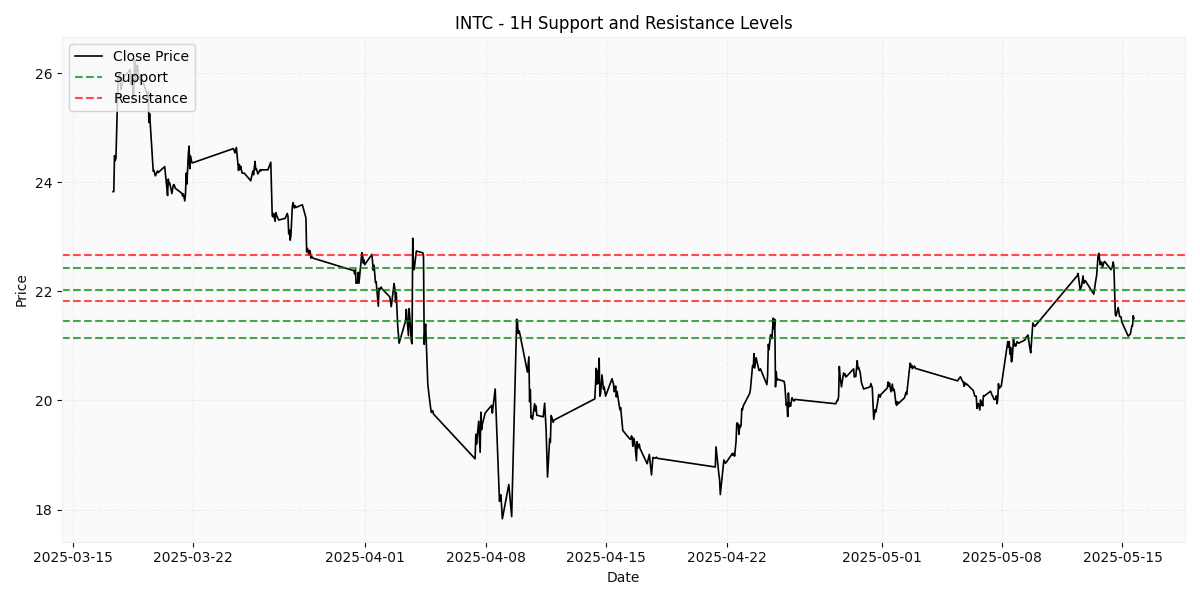 INTC - 1H Support and Resistance Levels
Close Price
Support
Resistance
26
24
22
20
18
Price
2025-03-15
2025-03-22
2025-04-01
2025-04-08
2025-04-15
2025-04-22
2025-05-01
2025-05-08
2025-05-15
Date